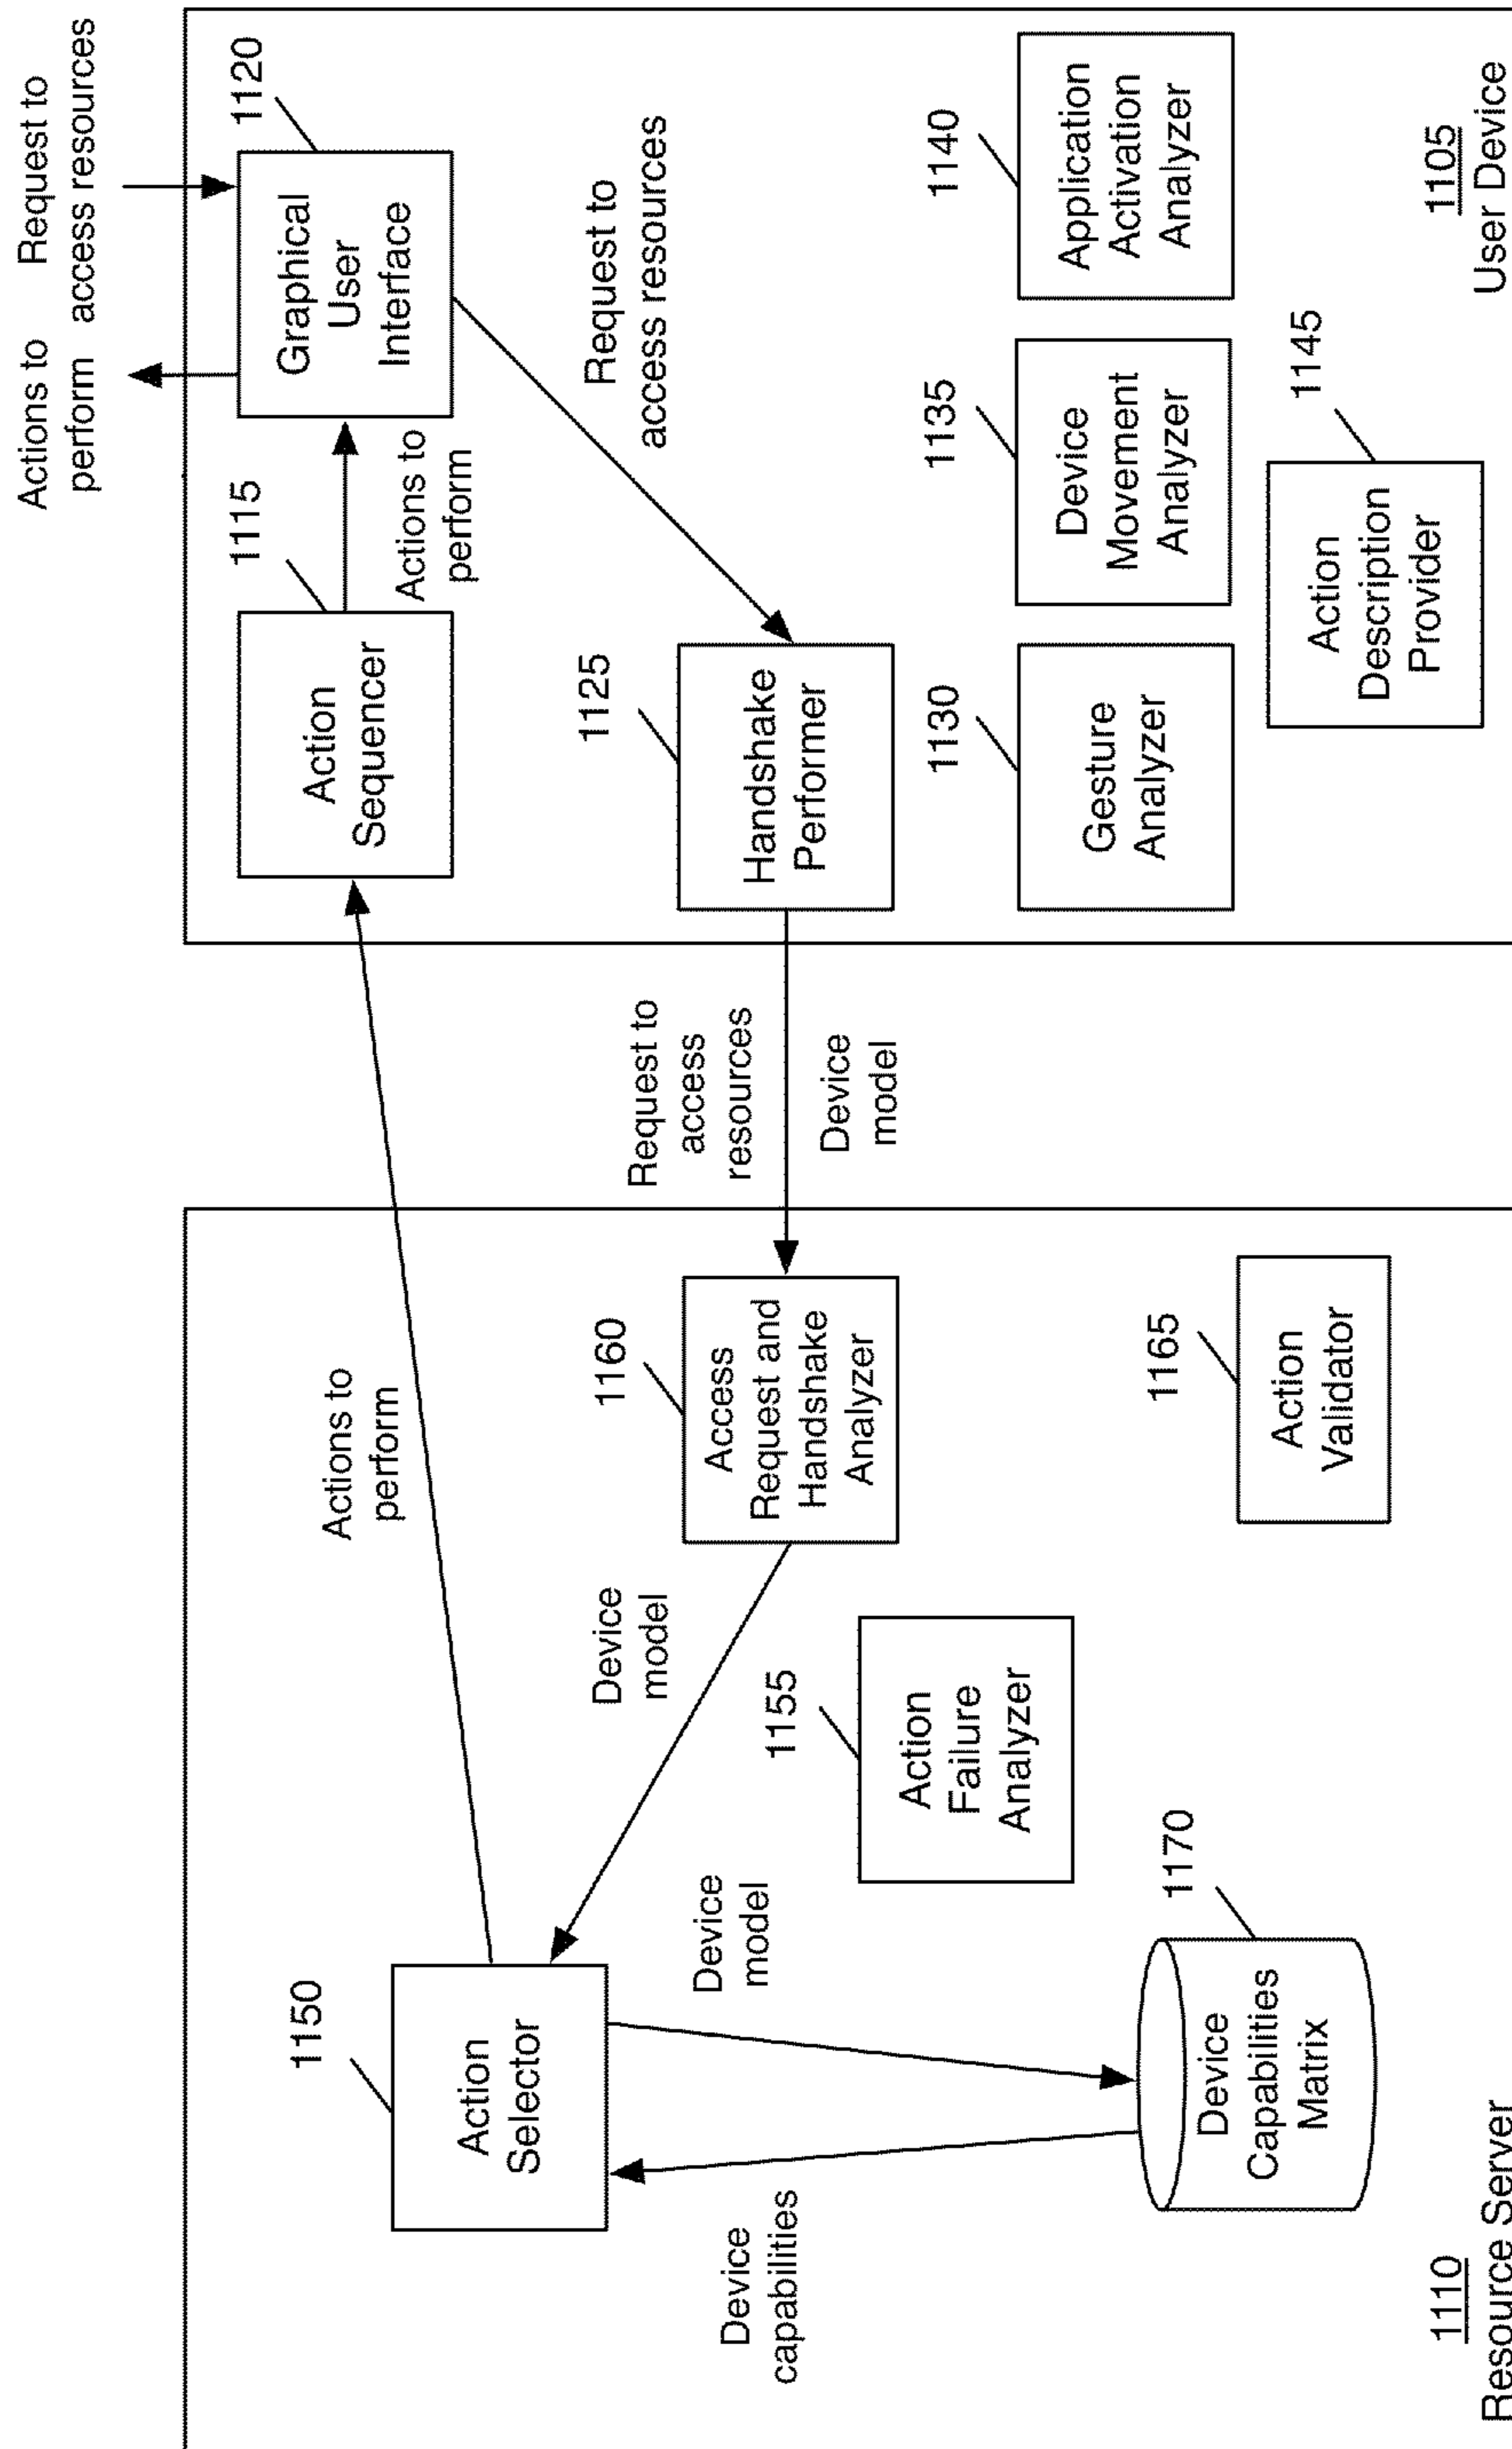 Actions to
perform
Request to
access resources
1115
Action
Sequencer
Actions to
perform
1120
Graphical
User
Interface
Request to
access resources
1125
Handshake
Performer
1130
Gesture
Analyzer
1135
Device
Movement
Analyzer
1140
Application
Activation
Analyzer
1145
Action
Description
Provider
1105
User Device
Actions to
perform
Request to
access
resources
Device
model
1150
Action
Selector
Device
model
1160
Access
Request and
Handshake
Analyzer
Device
capabilities
Device
model
1155
Action
Failure
Analyzer
1165
Action
Validator
1170
Device
Capabilities
Matrix
1110
Resource Server